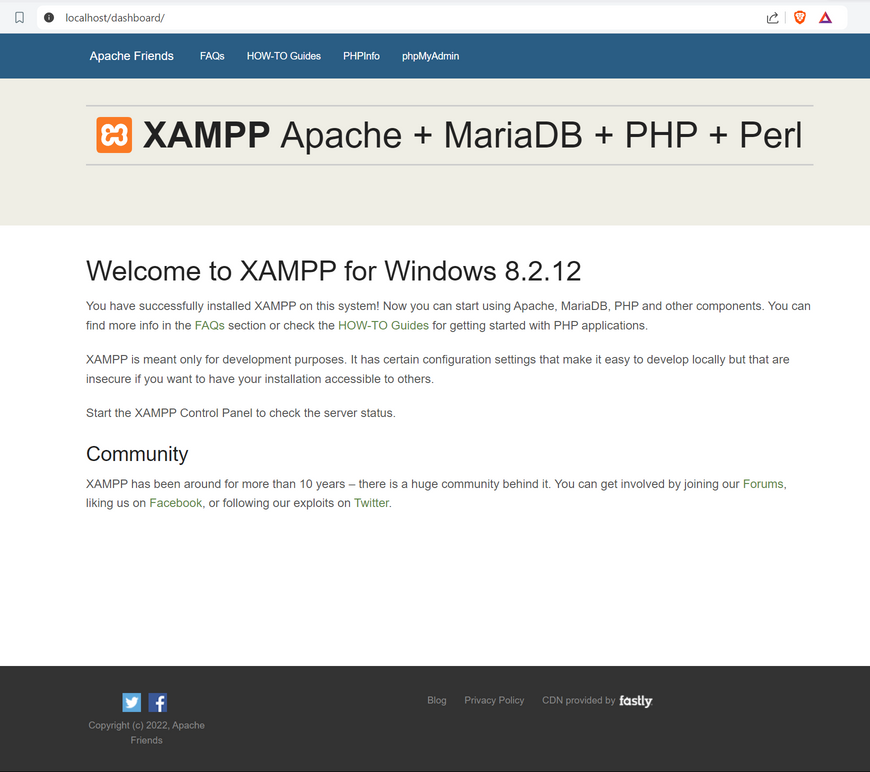 localhost/dashboard/
Apache Friends FAQs HOW-TO Guides PHPInfo phpMyAdmin
XAMPP Apache + MariaDB + PHP + Perl
Welcome to XAMPP for Windows 8.2.12
You have successfully installed XAMPP on this system! Now you can start using Apache, MariaDB, PHP and other components. You can
find more info in the FAQs section or check the HOW-TO Guides for getting started with PHP applications.
XAMPP is meant only for development purposes. It has certain configuration settings that make it easy to develop locally but that are
insecure if you want to have your installation accessible to others.
Start the XAMPP Control Panel to check the server status.
Community
XAMPP has been around for more than 10 years – there is a huge community behind it. You can get involved by joining our Forums,
liking us on Facebook, or following our exploits on Twitter.
Blog Privacy Policy CDN provided by fastly
Copyright (c) 2022, Apache
Friends